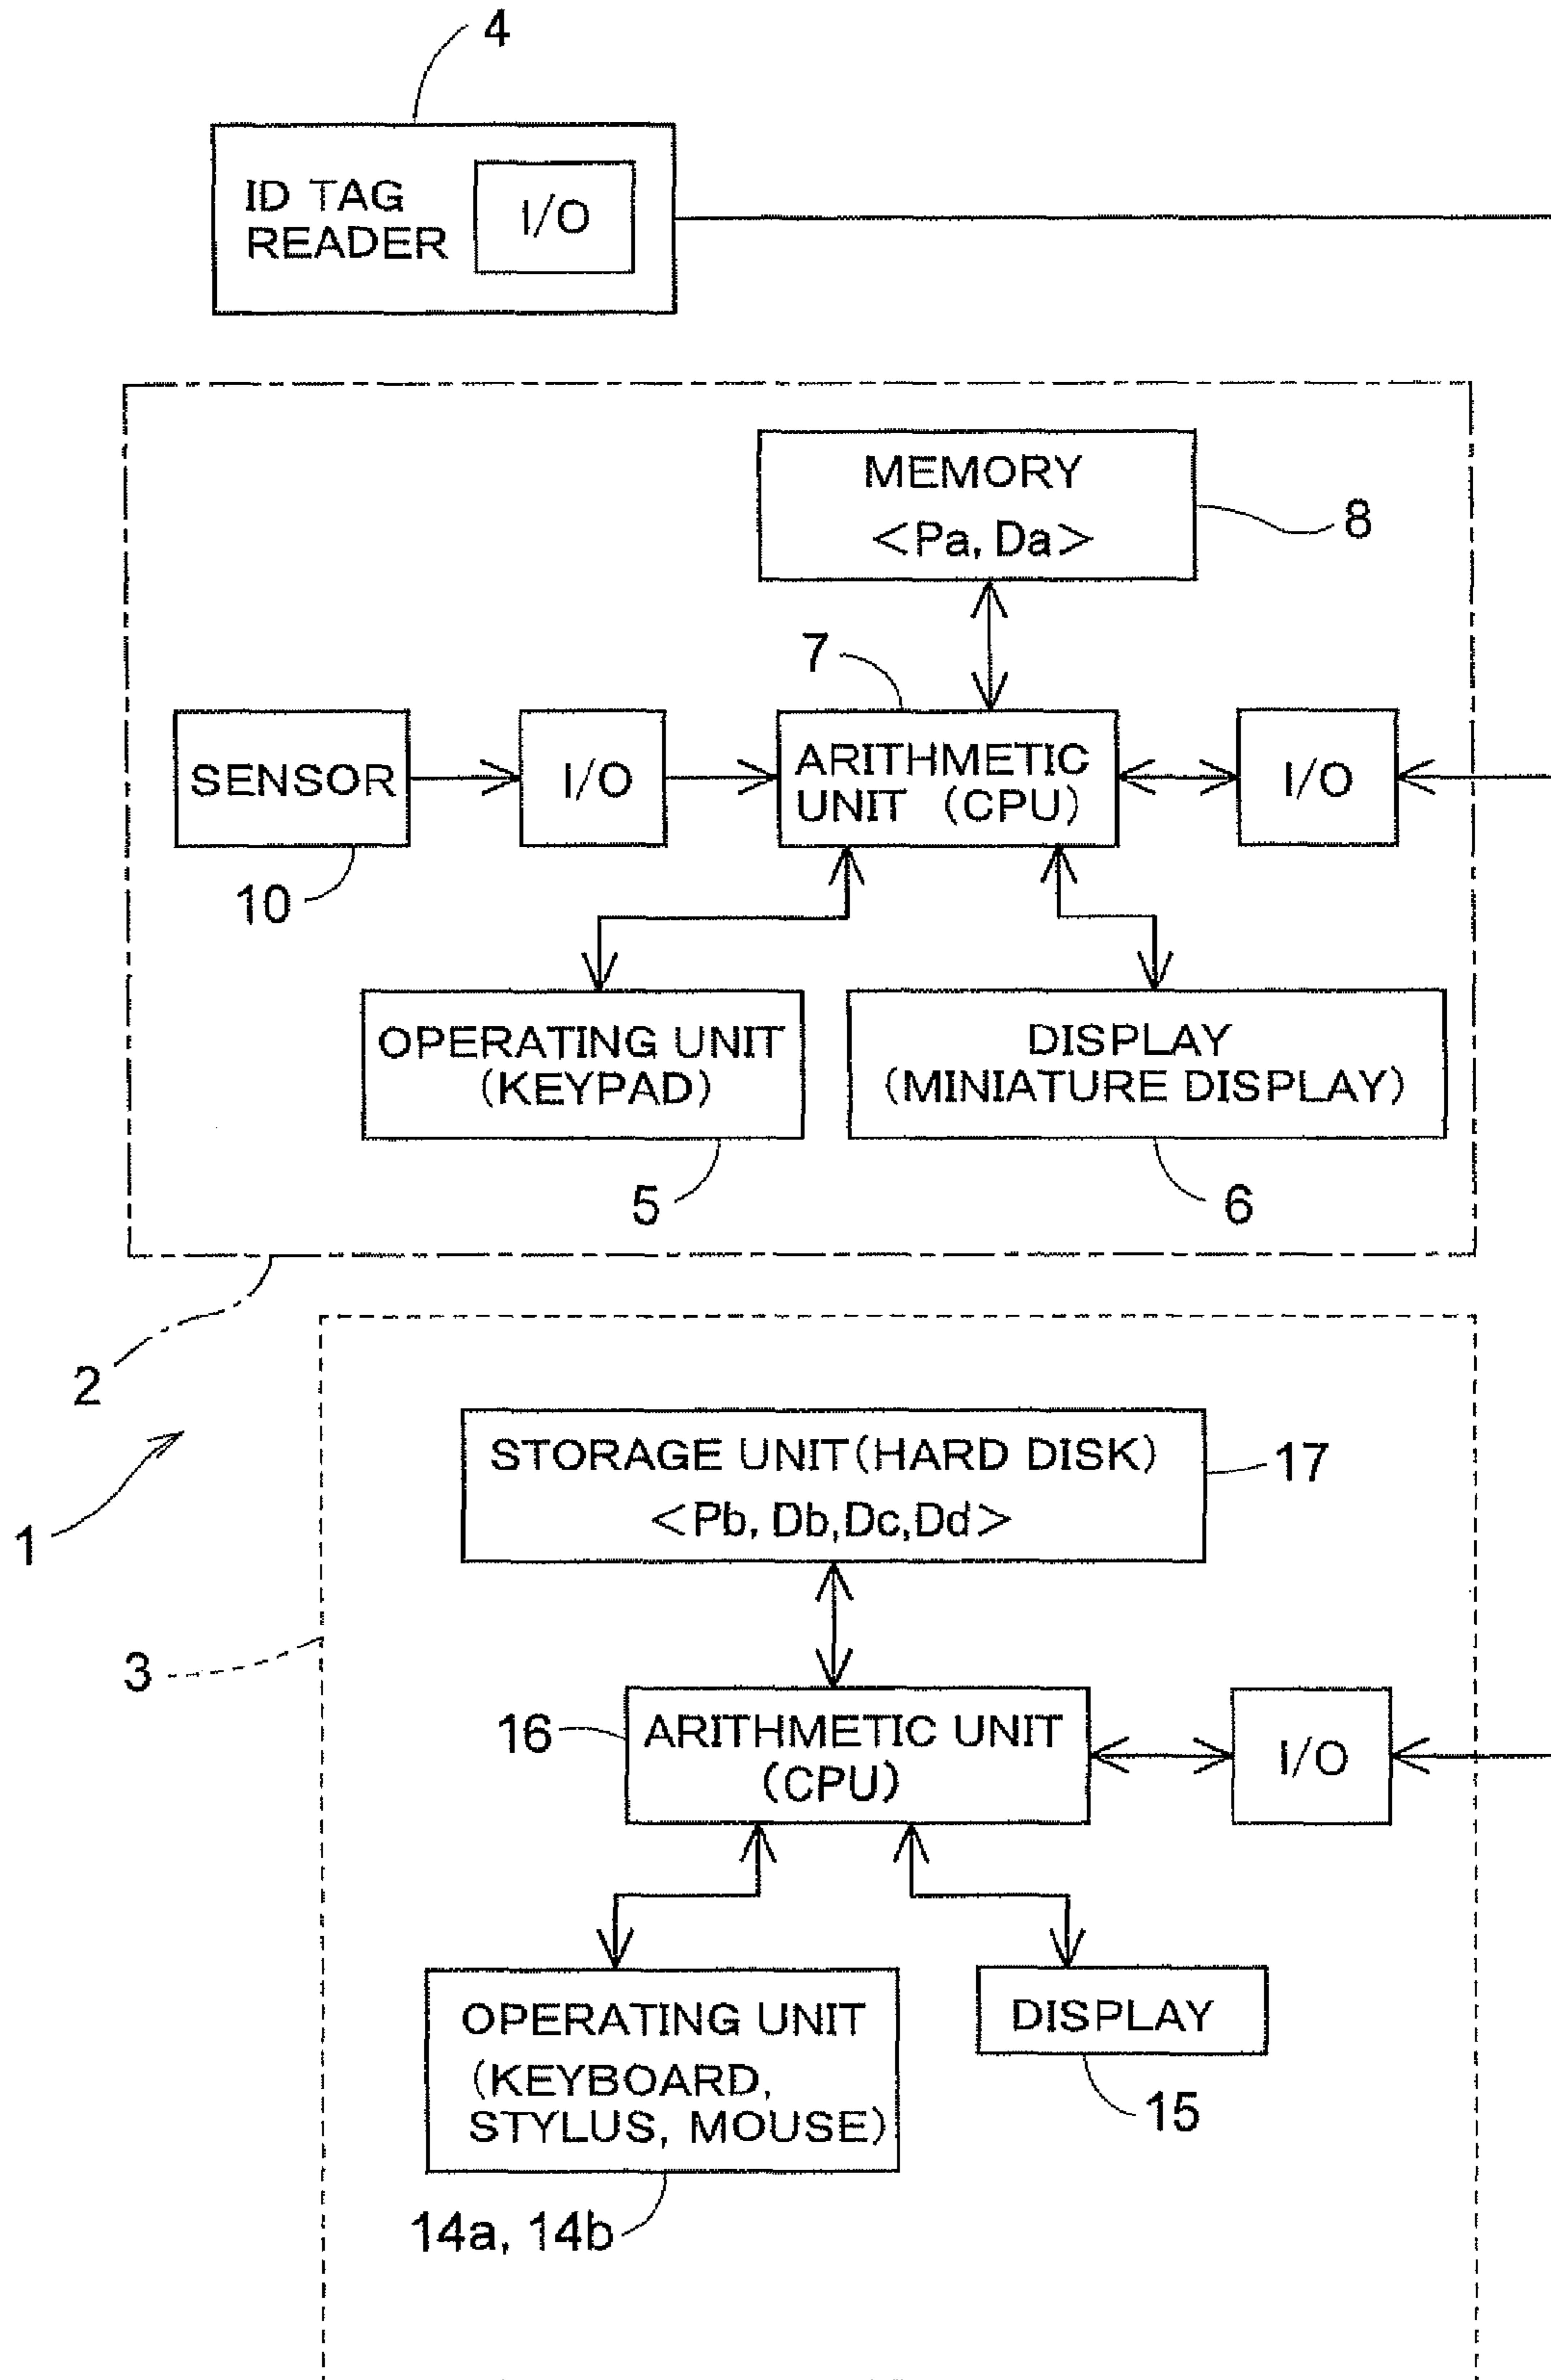 4
ID TAG
READER
I/O
MEMORY
<Pa, Da>
8
7
SENSOR
I/O
ARITHMETIC
UNIT (CPU)
I/O
10
OPERATING UNIT
(KEYPAD)
DISPLAY
(MINIATURE DISPLAY)
5
6
2
STORAGE UNIT(HARD DISK)
<Pb, Db,Dc,Dd>
17
1
3
16
ARITHMETIC UNIT
(CPU)
I/O
OPERATING UNIT
(KEYBOARD,
STYLUS, MOUSE)
DISPLAY
15
14a, 14b